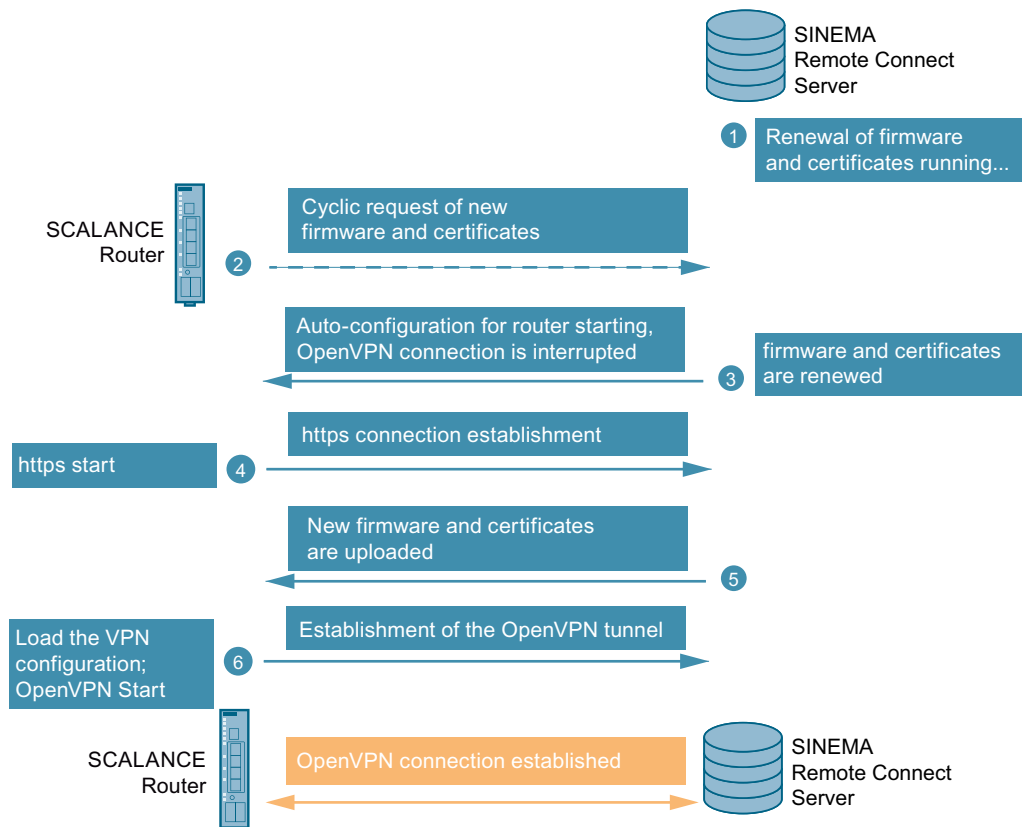 SINEMA
Remote Connect
Server
1
Renewal of firmware
and certificates running...
Cyclic request of new
firmware and certificates
SCALANCE
Router
2
Auto-configuration for router starting,
OpenVPN connection is interrupted
3
firmware and certificates
are renewed
https connection establishment
https start
4
New firmware and certificates
are uploaded
5
Establishment of the OpenVPN tunnel
Load the VPN
configuration;
OpenVPN Start
6
SCALANCE
Router
OpenVPN connection established
SINEMA
Remote Connect
Server